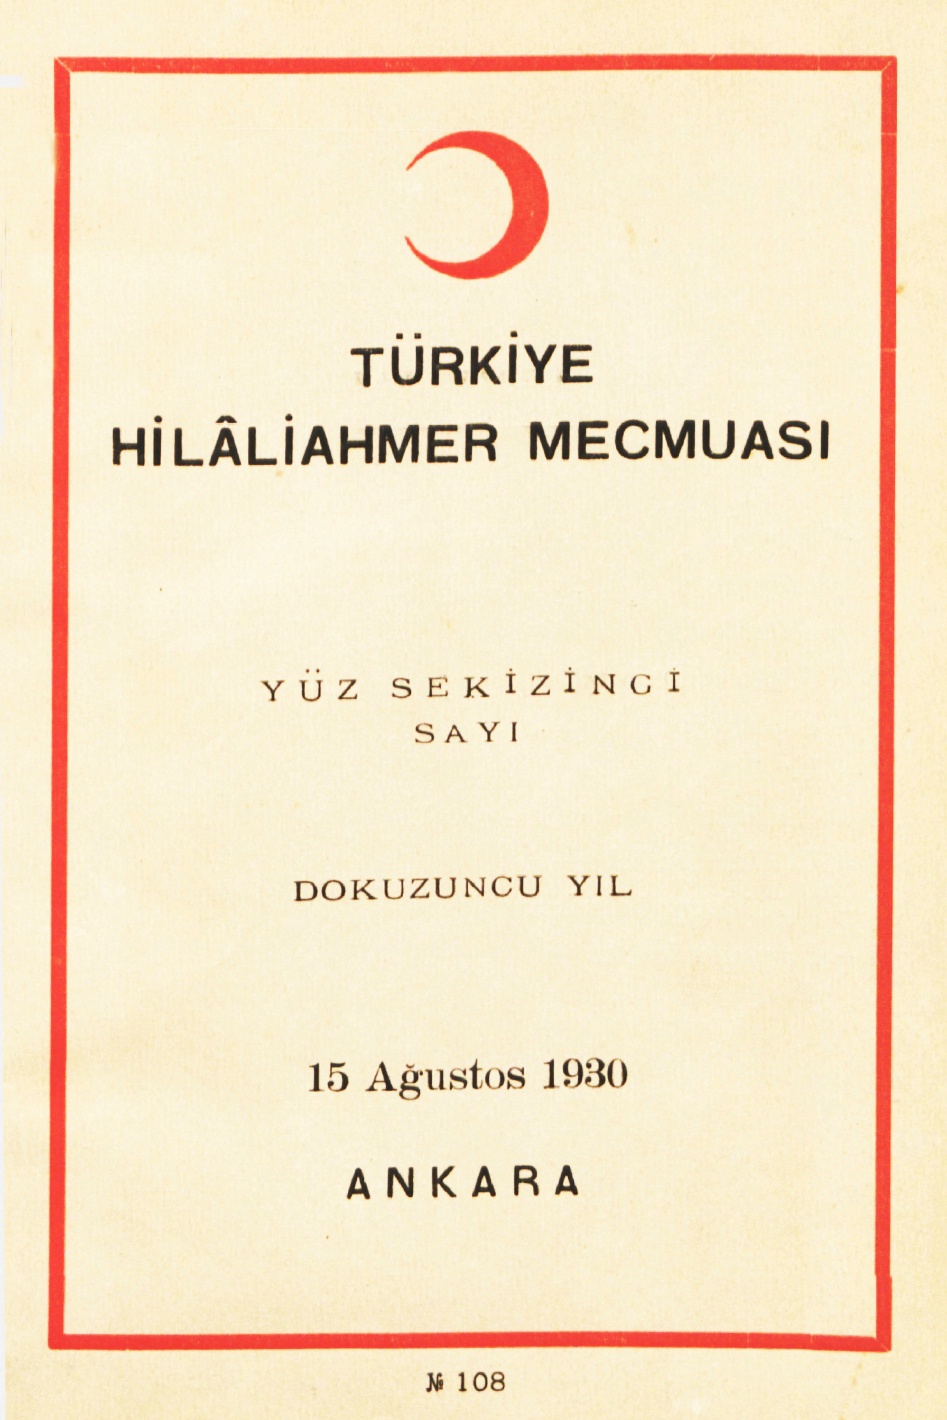 TÜRKİYE
HİLÂLİAHMER MECMUASI
YÜZ SEKİZİNCİ
SAYI
DOKUZUNCU YIL
15 Ağustos 1930
ANKARA
№ 108